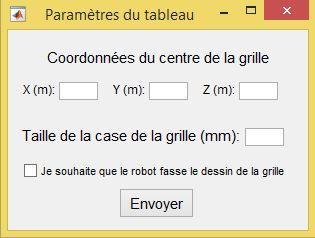 Paramètres du tableau
Coordonnées du centre de la grille
X (m): Y (m): Z (m):
Taille de la case de la grille (mm):
Je souhaite que le robot fasse le dessin de la grille
Envoyer